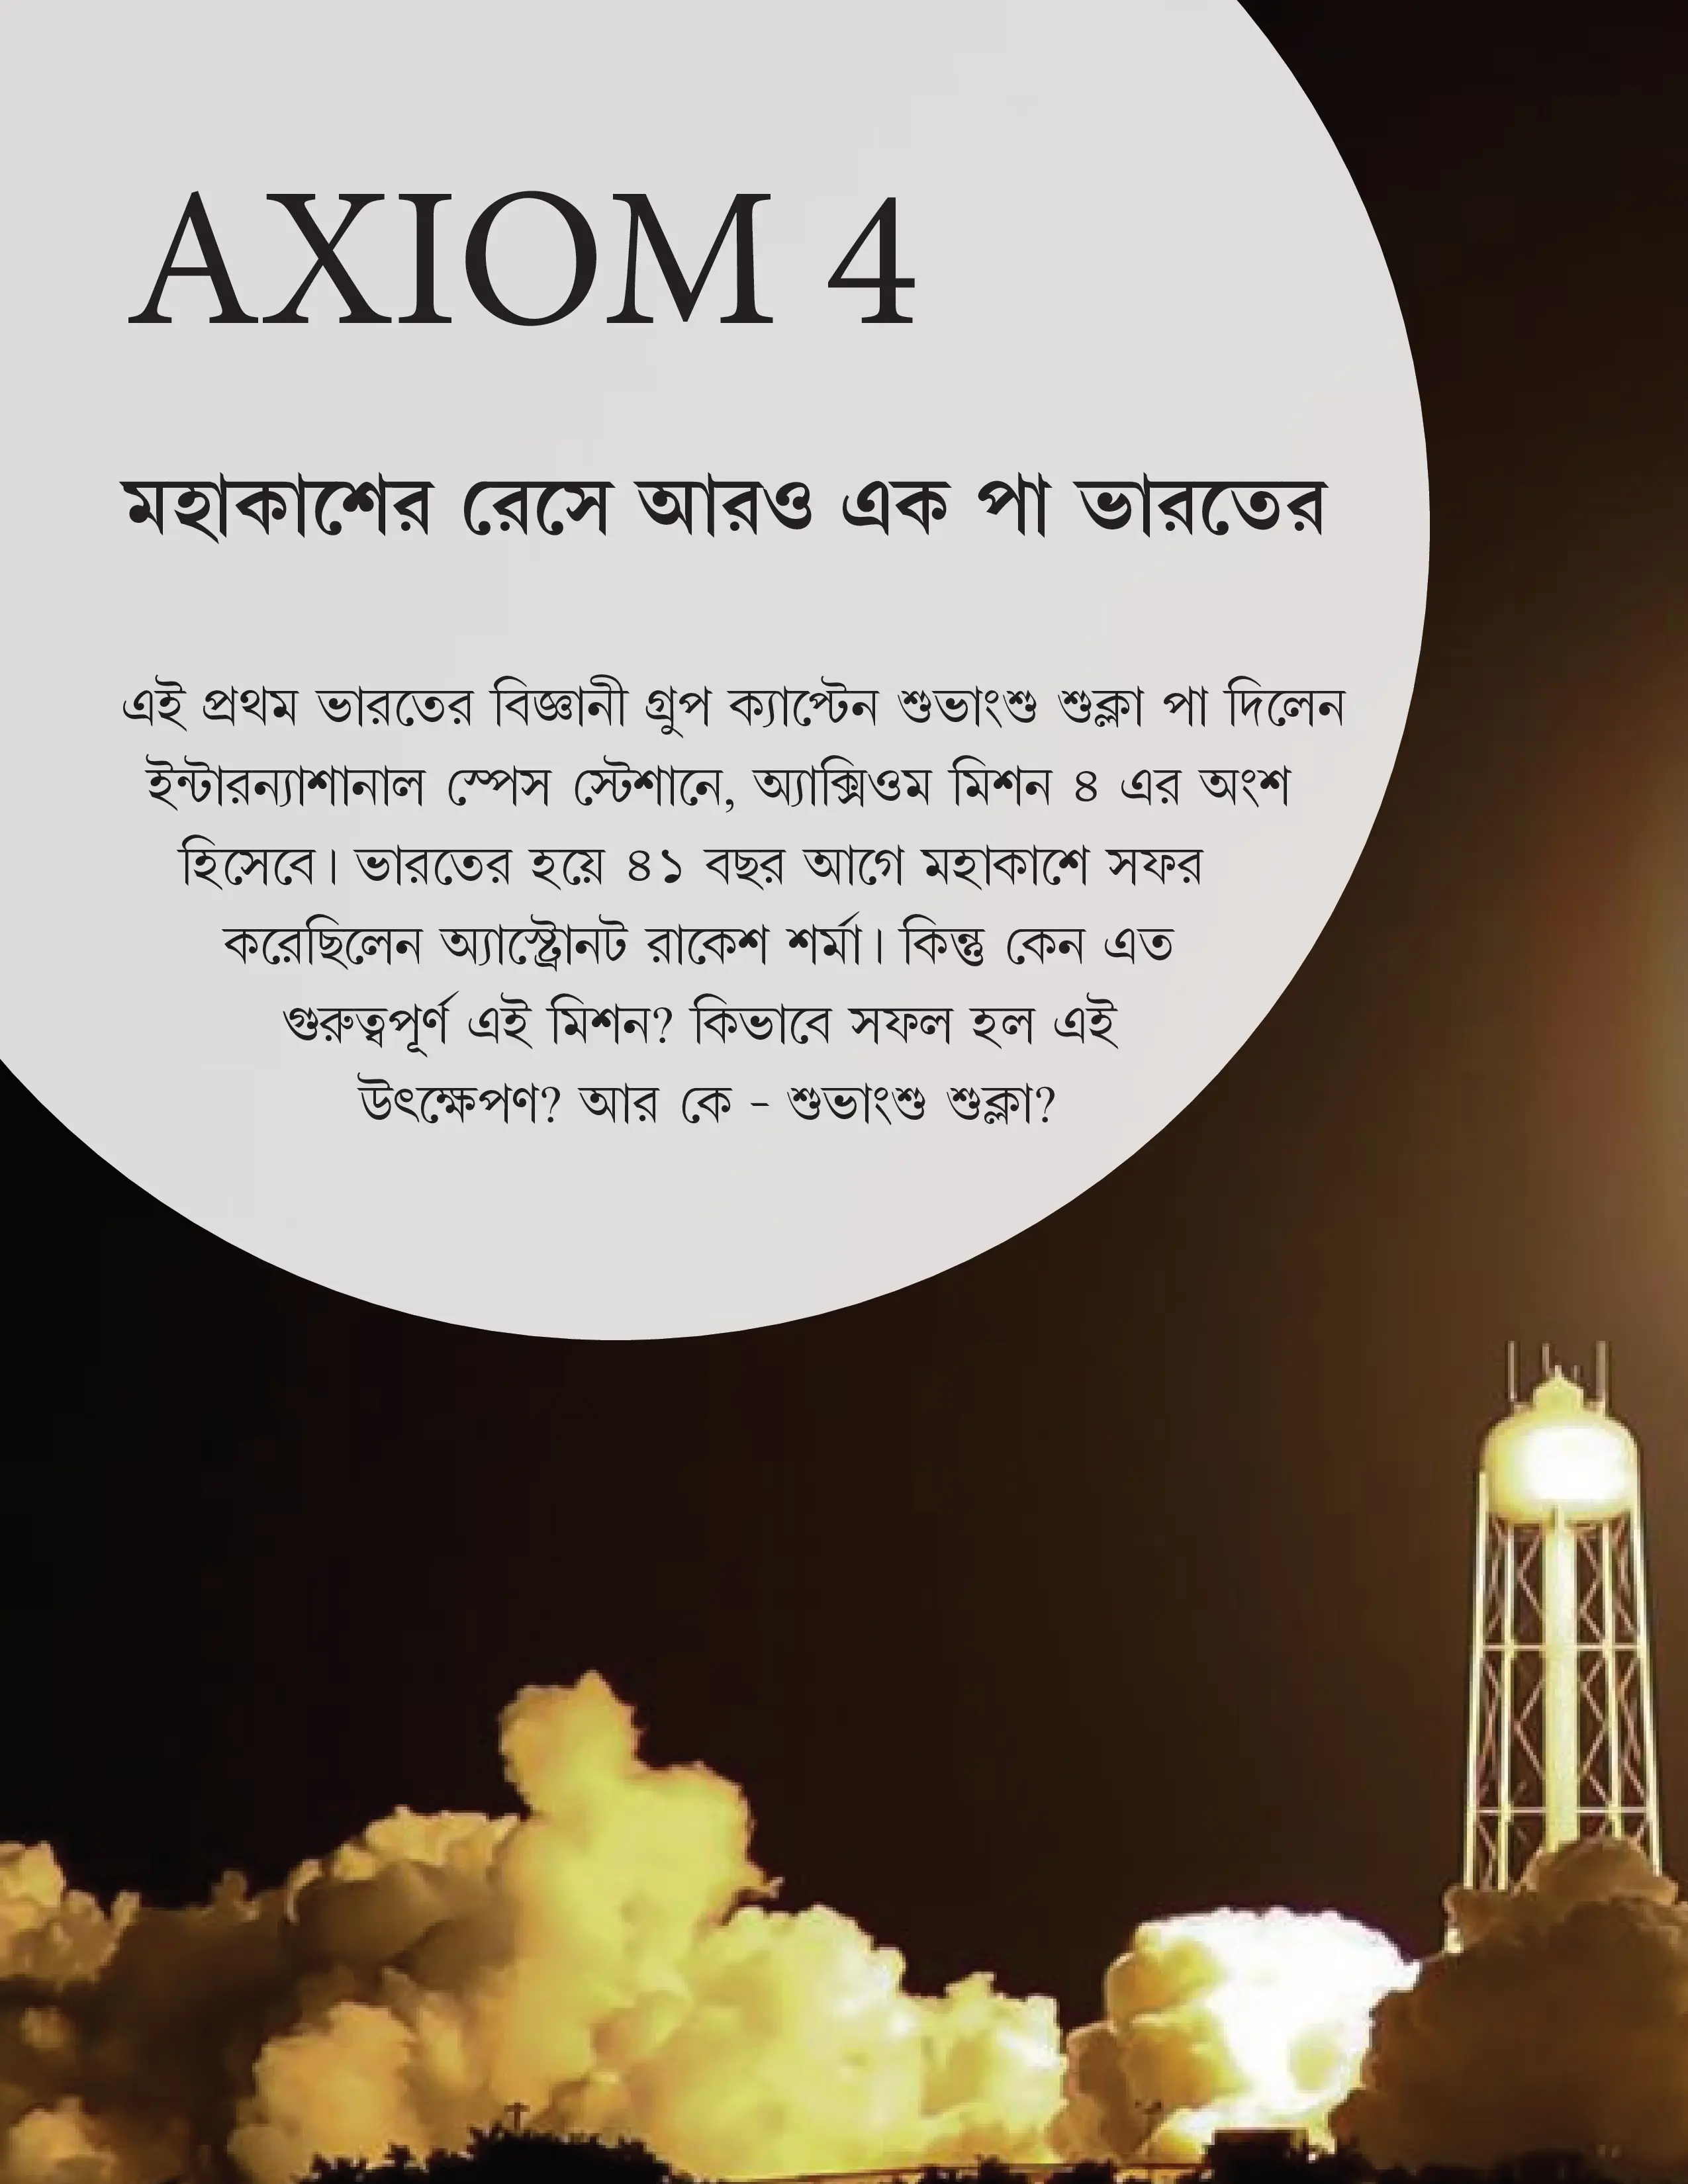 AXIOM 4
মহাকাশের রেসে আরও এক পা ভারতের
এই প্রথম ভারতের বিজ্ঞানী গ্রুপ ক্যাপ্টেন শুভাংশু শুক্লা পা দিলেন
ইন্টারন্যাশানাল স্পেস স্টেশানে, অ্যাক্সিওম মিশন ৪ এর অংশ
হিসেবে। ভারতের হয়ে ৪১ বছর আগে মহাকাশে সফর
করেছিলেন অ্যাস্ট্রোনট রাকেশ শর্মা। কিন্তু কেন এত
গুরুত্বপূর্ণ এই মিশন? কিভাবে সফল হল এই
উৎক্ষেপণ? আর কে - শুভাংশু শুক্লা?